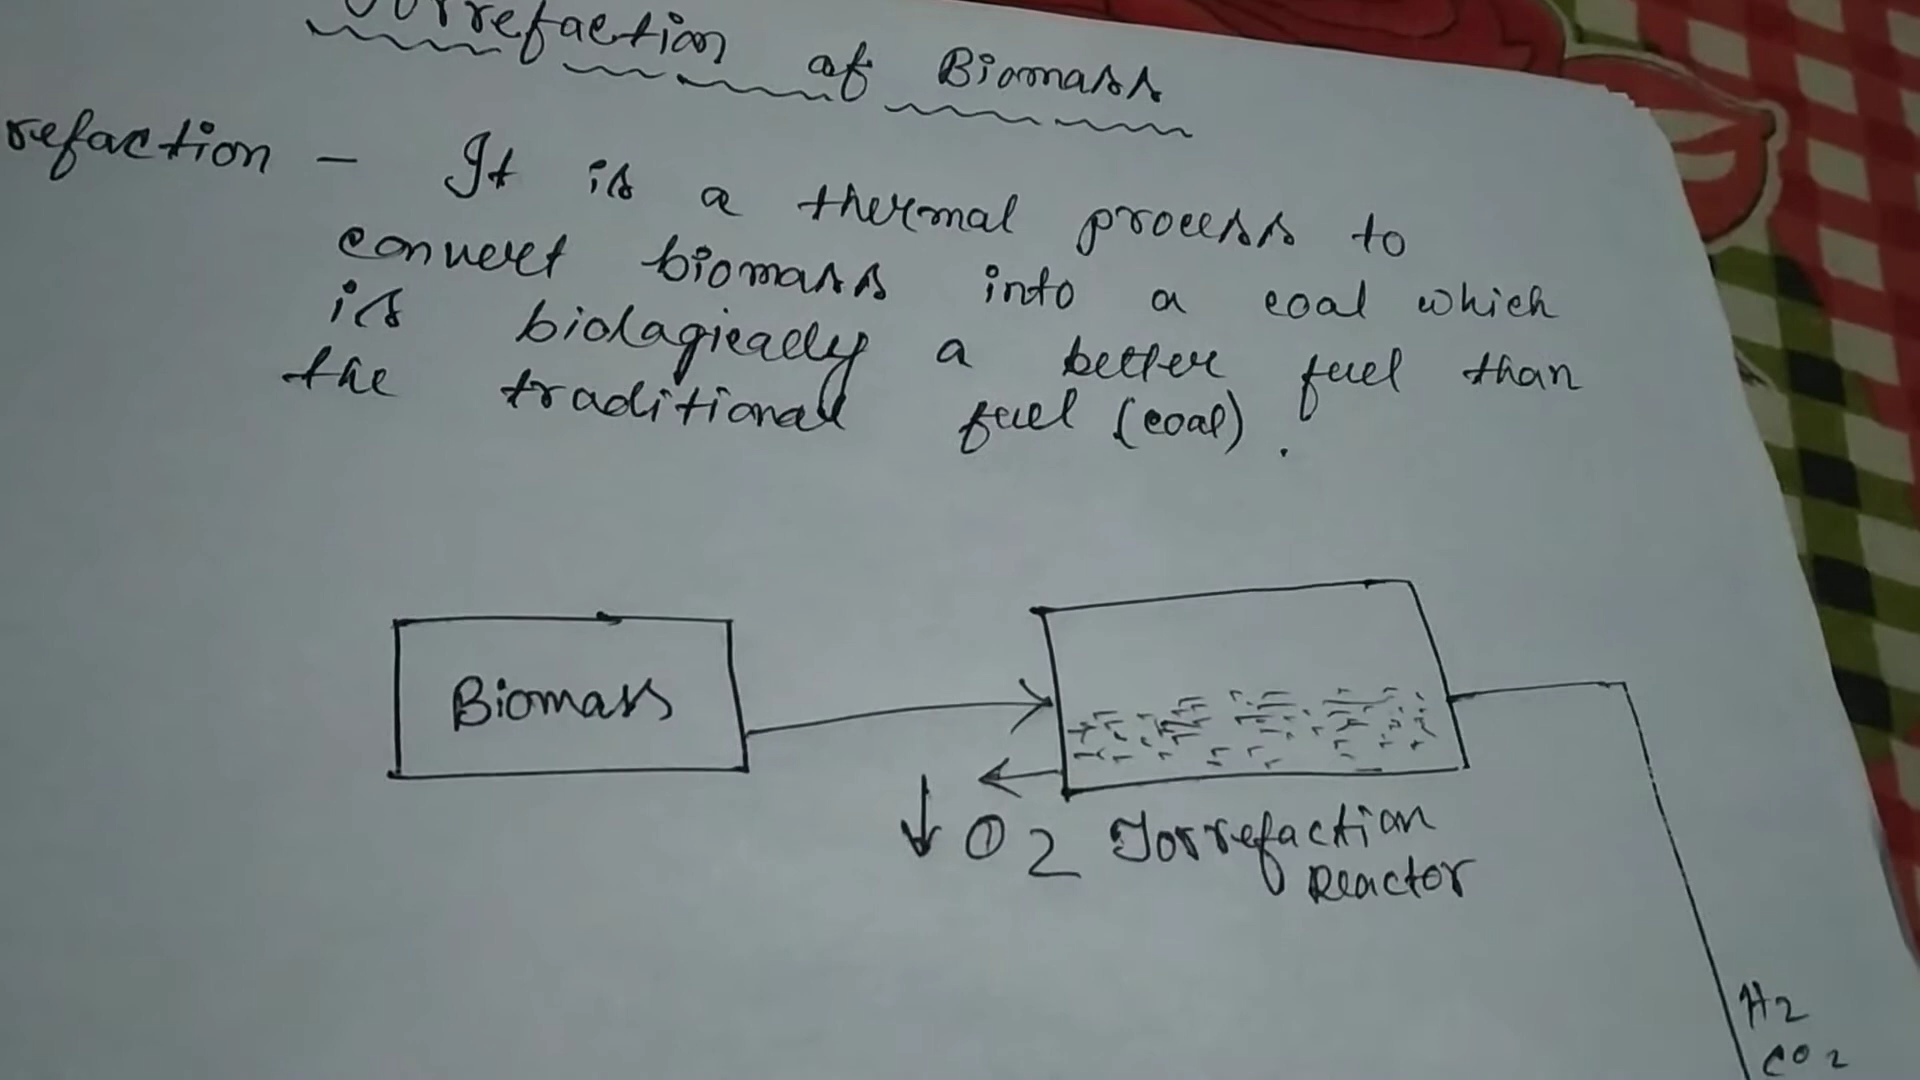 Torrefaction of Biomass
refaction - It is a thermal process to
convert biomass into a coal which
is biologically a better fuel than
the traditional fuel (coal).
Biomass
↓ O2 Torrefaction
Reactor
H2
CO2